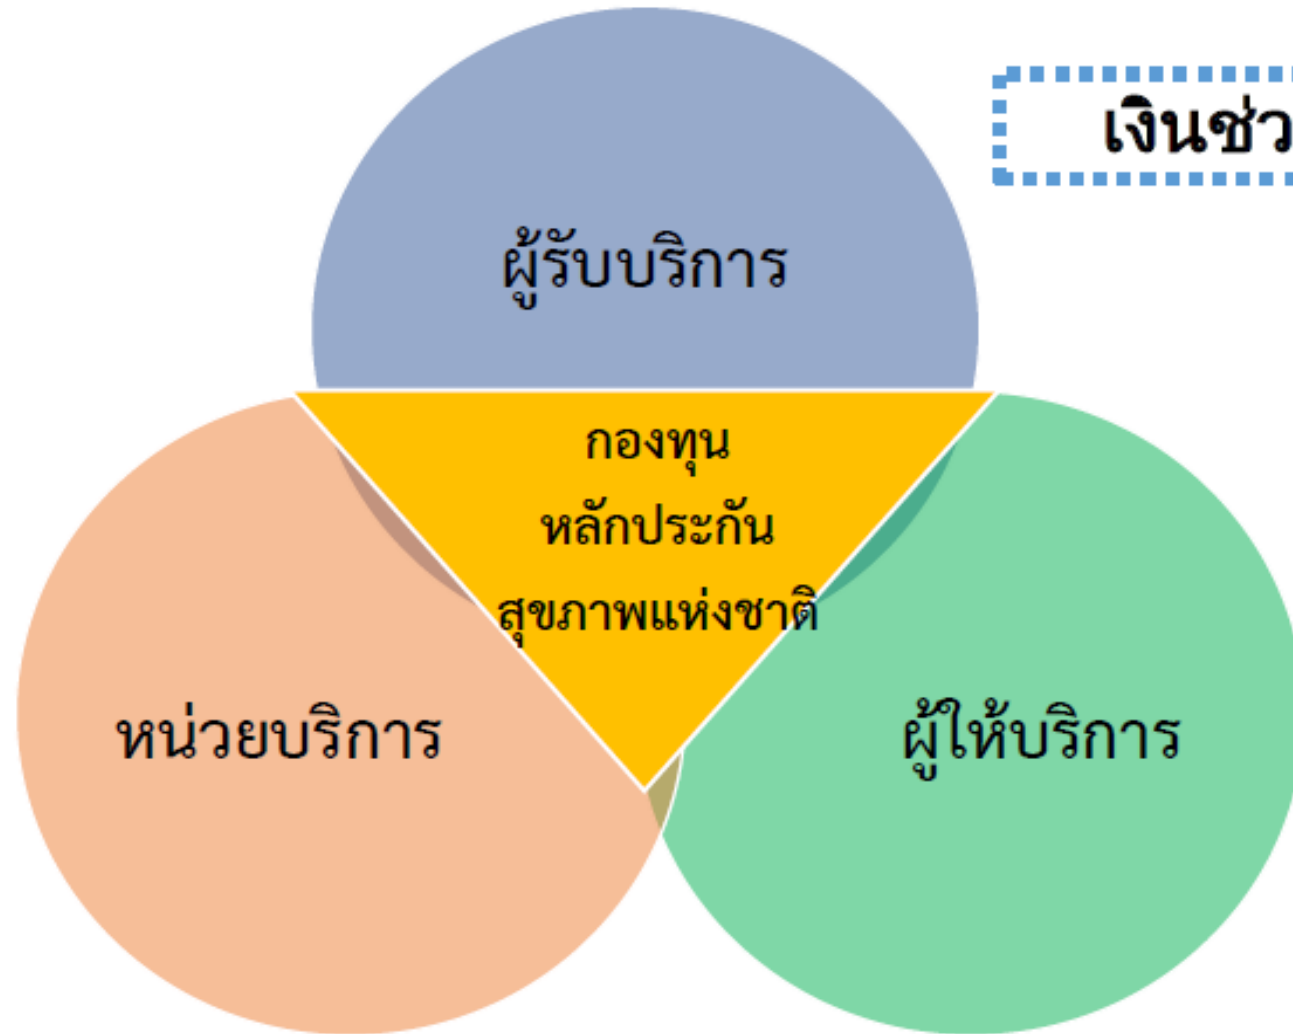 เงินช่ว
ผู้รับบริการ
กองทุน
หลักประกัน
สุขภาพแห่งชาติ
หน่วยบริการ
ผู้ให้บริการ